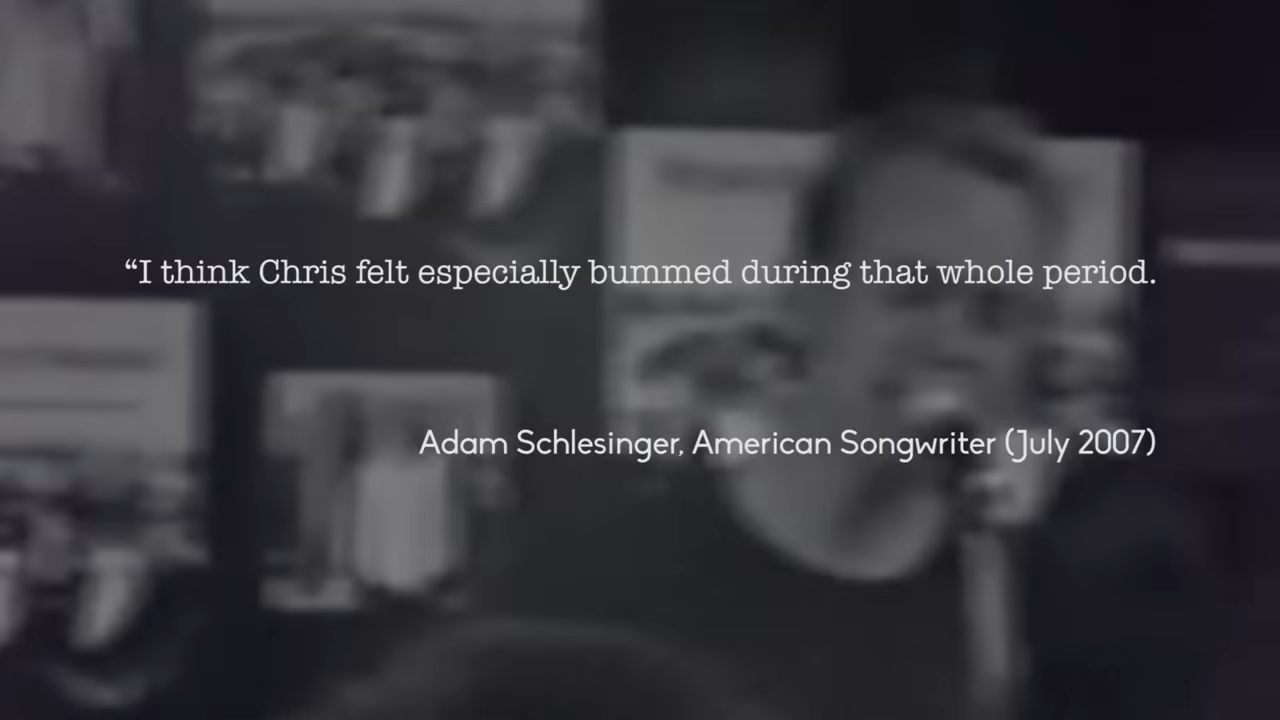 “I think Chris felt especially bummed during that whole period.
Adam Schlesinger, American Songwriter (July 2007)